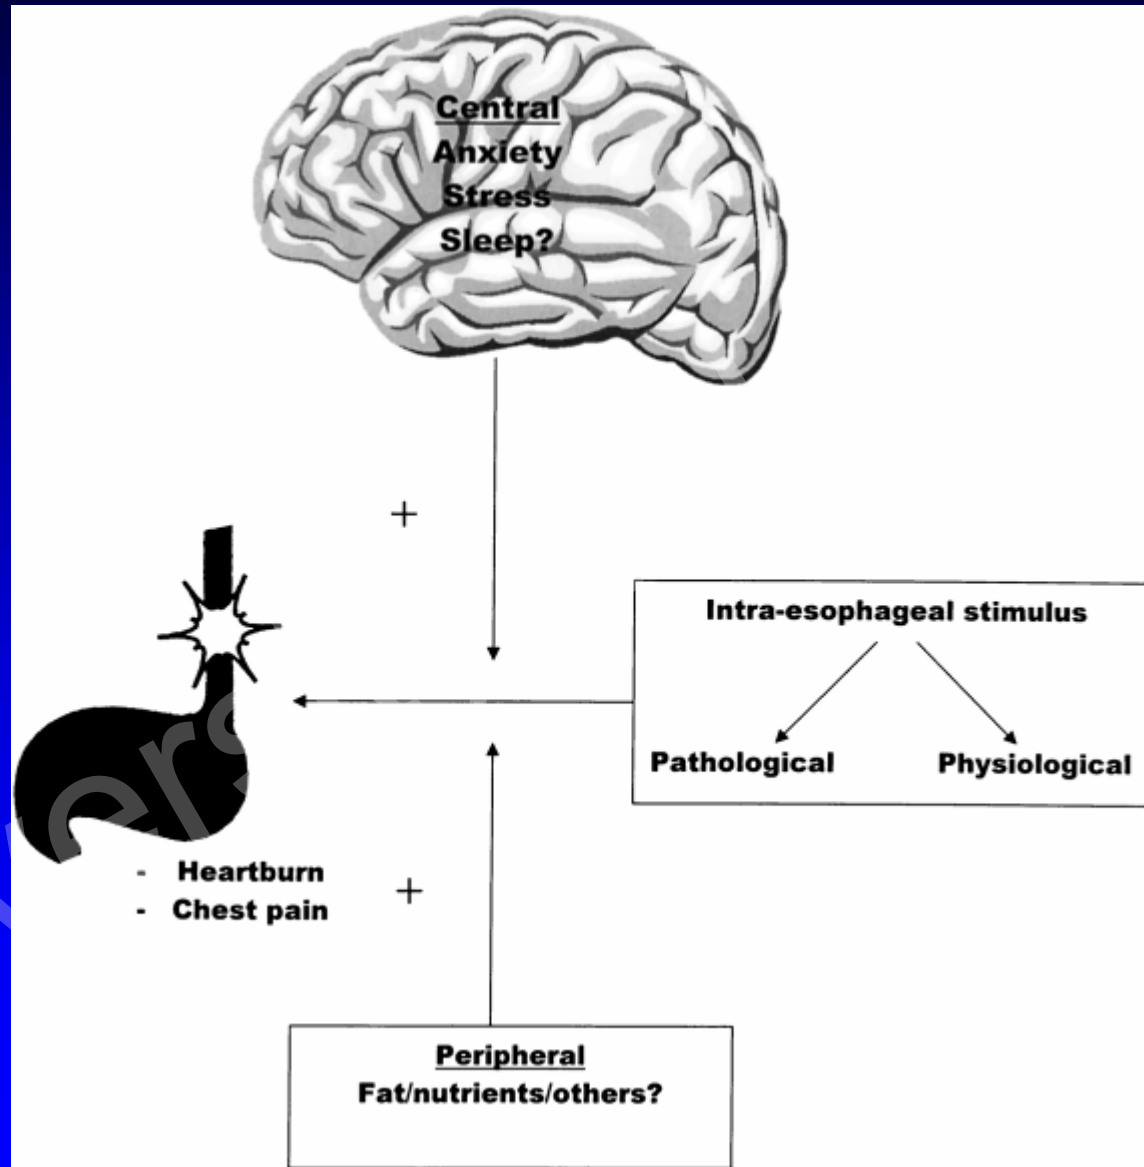 Central
Anxiety
Stress
Sleep?
+
Intra-esophageal stimulus
Pathological Physiological
- Heartburn
- Chest pain
+
Peripheral
Fat/nutrients/others?